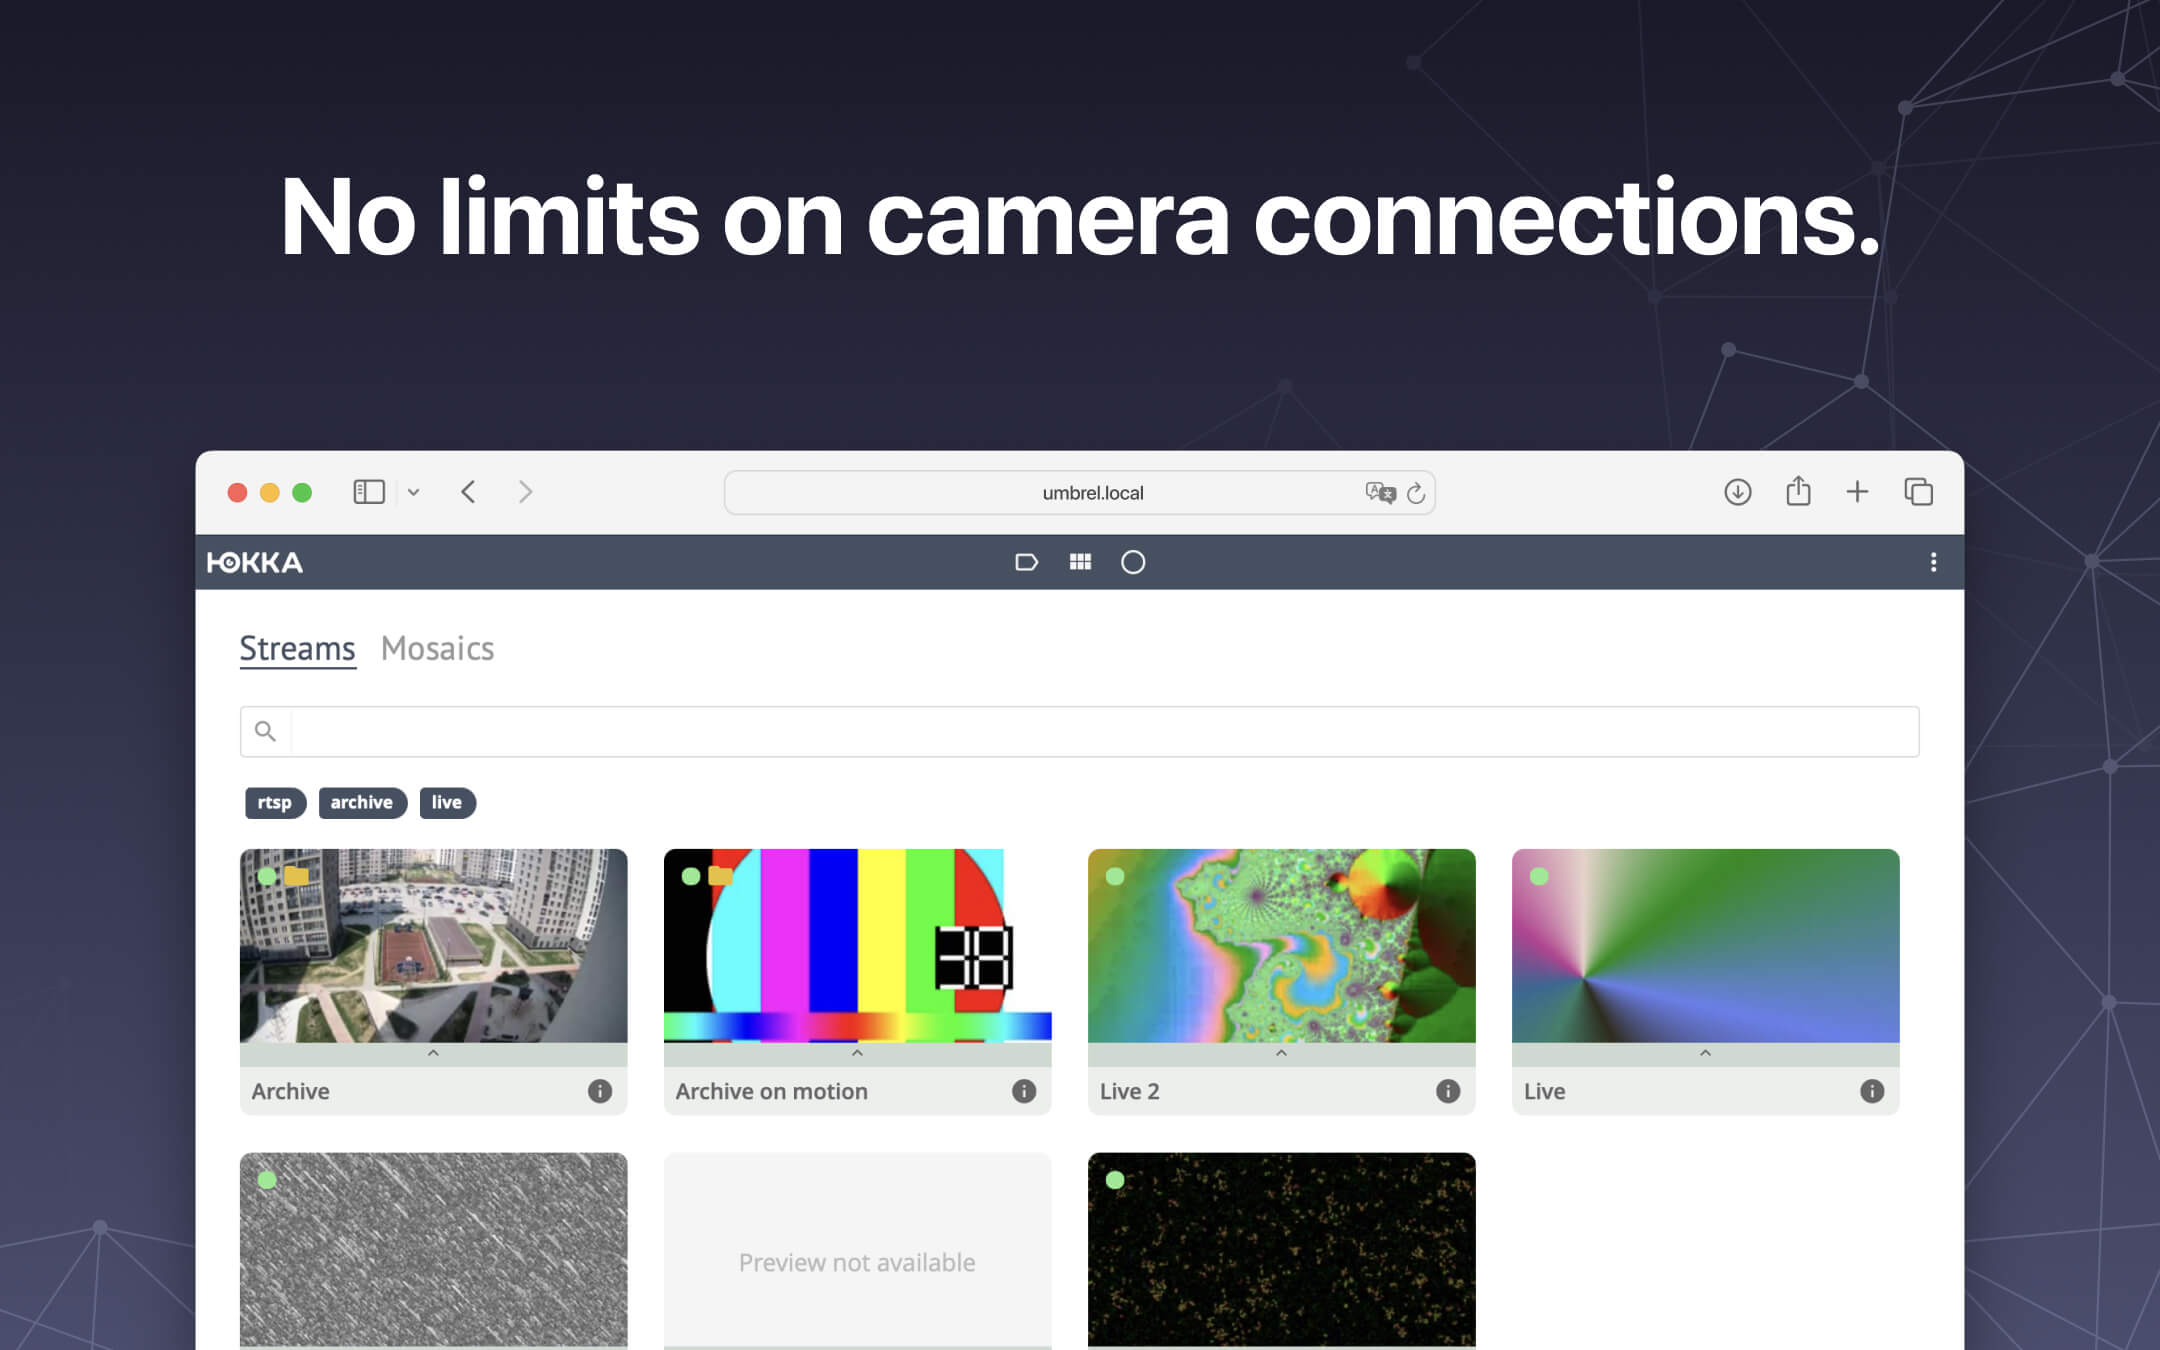 No limits on camera connections.
umbrel.local
ЮKKA
Streams Mosaics
rtsp archive live
Archive Archive on motion Live 2 Live
Preview not available